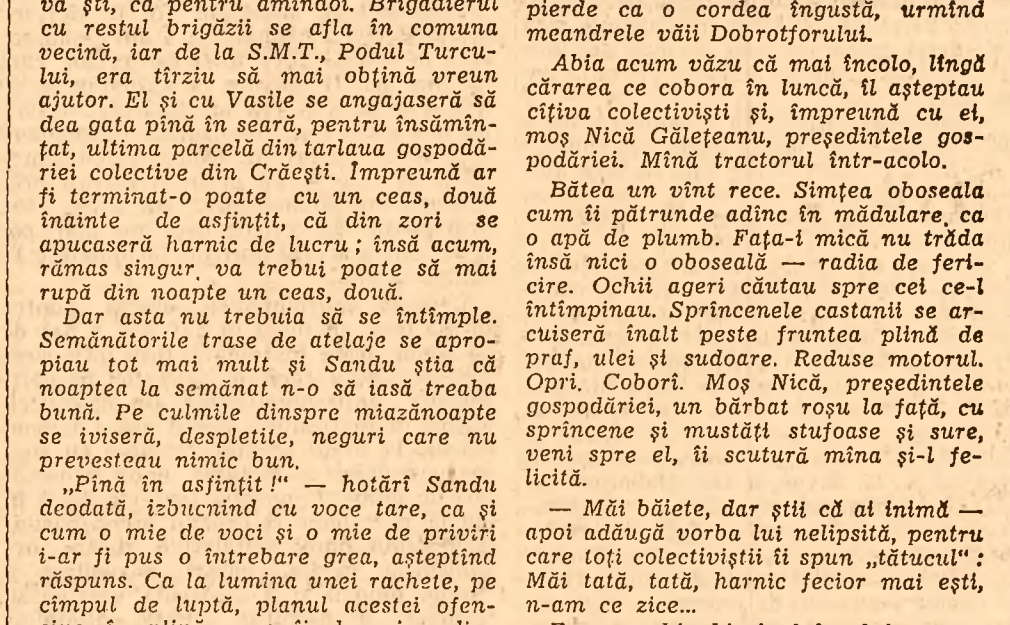 va ști, ca pentru amîndoi. Brigadierul
cu restul brigăzii se afla în comuna
vecină, iar de la S.M.T., Podul Turcu-
lui, era tîrziu să mai obțină vreun
ajutor. El și cu Vasile se angajaseră să
dea gata pînă în seară, pentru însămîn-
țat, ultima parcelă din tarlaua gospodă-
riei colective din Crăești. Împreună ar
fi terminat-o poate cu un ceas, două
înainte de asfințit, că din zori se
apucaseră harnic de lucru ; însă acum,
rămas singur, va trebui poate să mai
rupă din noapte un ceas, două.
Dar asta nu trebuia să se întîmple.
Semănătorile trase de atelaje se apro-
piau tot mai mult și Sandu știa că
noaptea la semănat n-o să iasă treaba
bună. Pe culmile dinspre miazănoapte
se iviseră, despletite, neguri care nu
prevesteau nimic bun.
„Pînă în asfințit !“ — hotărî Sandu
deodată, izbucnind cu voce tare, ca și
cum o mie de voci și o mie de priviri
i-ar fi pus o întrebare grea, așteptînd
răspuns. Ca la lumina unei rachete, pe
cîmpul de luptă, planul acestei ofen-
pierde ca o cordea îngustă, urmînd
meandrele văii Dobrotforului.
Abia acum văzu că mai încolo, lîngă
cărarea ce cobora în luncă, îl așteptau
cîțiva colectiviști și, împreună cu ei,
moș Nică Gălețeanu, președintele gos-
podăriei. Mînă tractorul într-acolo.
Bătea un vînt rece. Simțea oboseala
cum îi pătrunde adînc în mădulare, ca
o apă de plumb. Fața-i mică nu trăda
însă nici o oboseală — radia de feri-
cire. Ochii ageri căutau spre cei ce-l
întîmpinau. Sprîncenele castanii se ar-
cuiseră înalt peste fruntea plină de
praf, ulei și sudoare. Reduse motorul.
Opri. Coborî. Moș Nică, președintele
gospodăriei, un bărbat roșu la față, cu
sprîncene și mustăți stufoase și sure,
veni spre el, îi scutură mîna și-l fe-
licită.
— Măi băiete, dar știi că ai inimă —
apoi adăugă vorba lui nelipsită, pentru
care toți colectiviștii îi spun „tătucul“ :
Măi tată, tată, harnic fecior mai ești,
n-am ce zice...